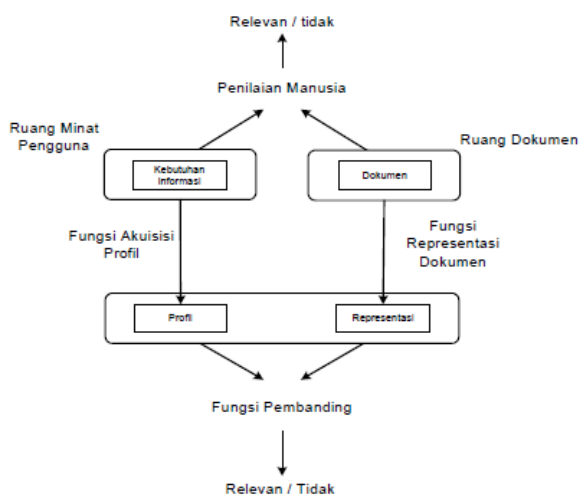 Relevan / tidak
Penilaian Manusia
Ruang Minat
Pengguna
Ruang Dokumen
Kebutuhan
Informasi
Dokumen
Fungsi Akuisisi
Profil
Fungsi
Representasi
Dokumen
Profil
Representasi
Fungsi Pembanding
Relevan / Tidak